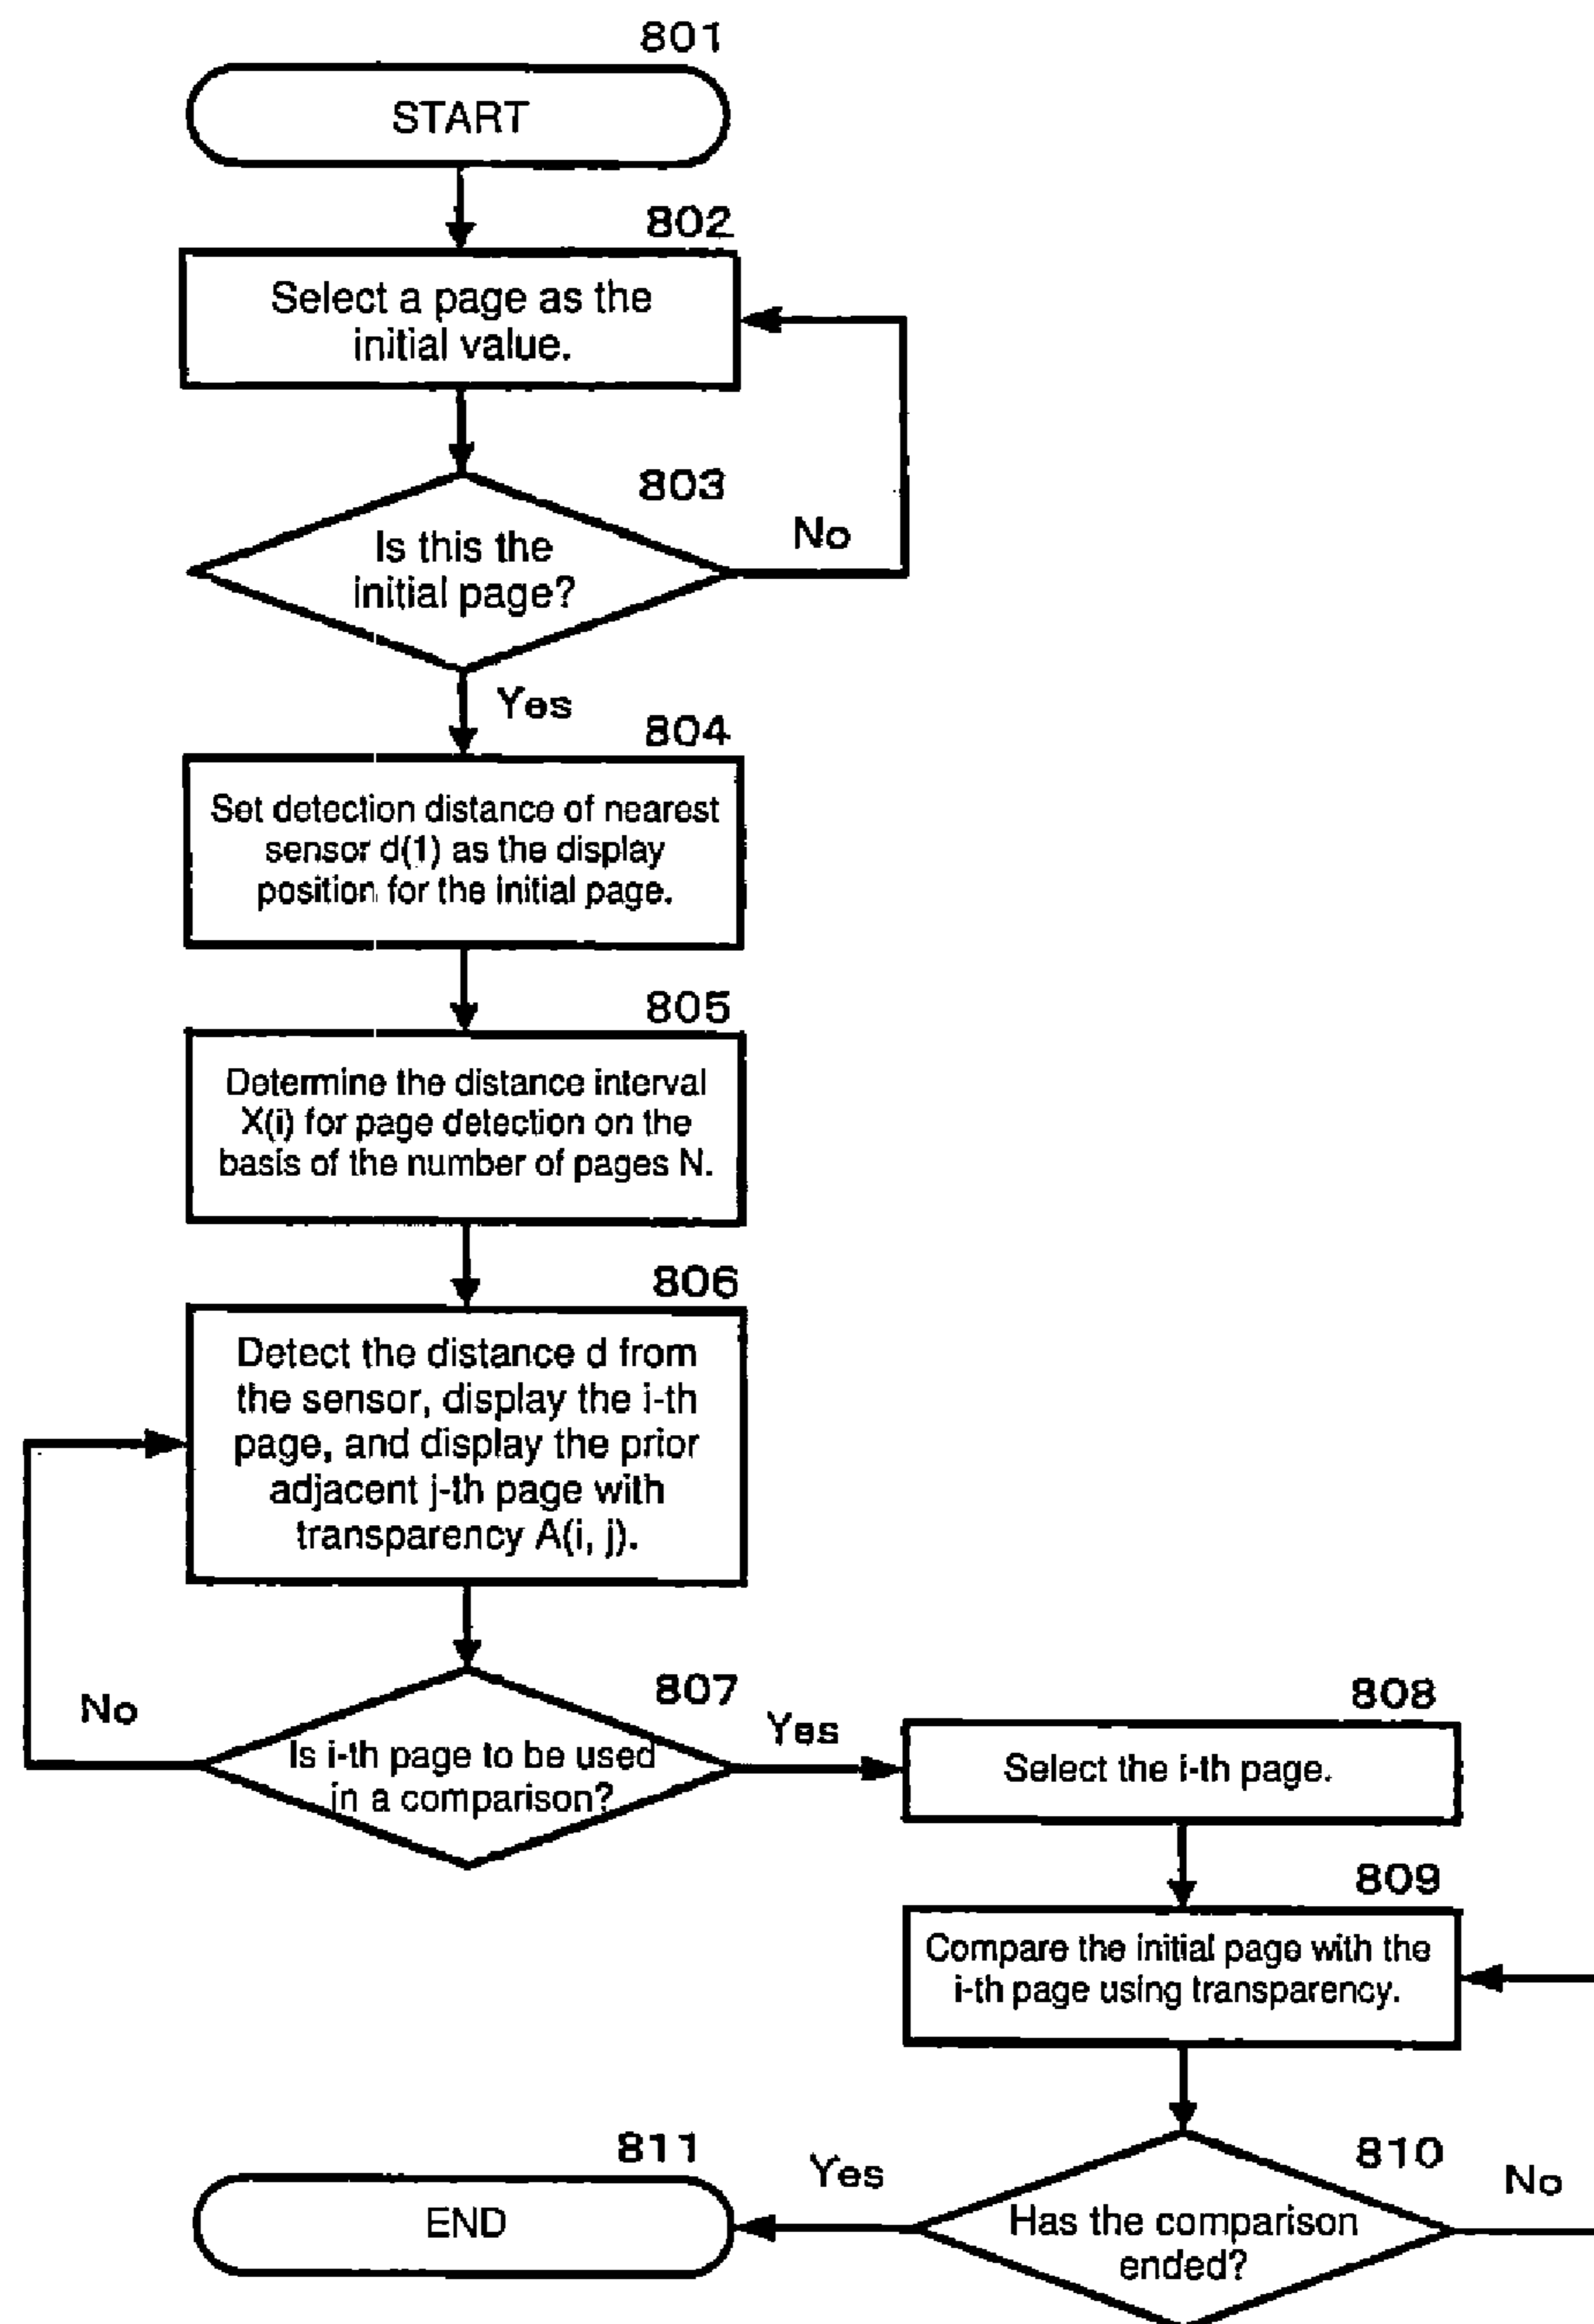 801
START
802
Select a page as the
initial value.
803
Is this the
initial page?
No
Yes
804
Set detection distance of nearest
sensor d(1) as the display
position for the initial page.
805
Determine the distance interval
X(i) for page detection on the
basis of the number of pages N.
806
Detect the distance d from
the sensor, display the i-th
page, and display the prior
adjacent j-th page with
transparency A(i, j).
807
No
Is i-th page to be used
in a comparison?
Yes
808
Select the i-th page.
809
Compare the initial page with the
i-th page using transparency.
810
Has the comparison
ended?
No
Yes
811
END